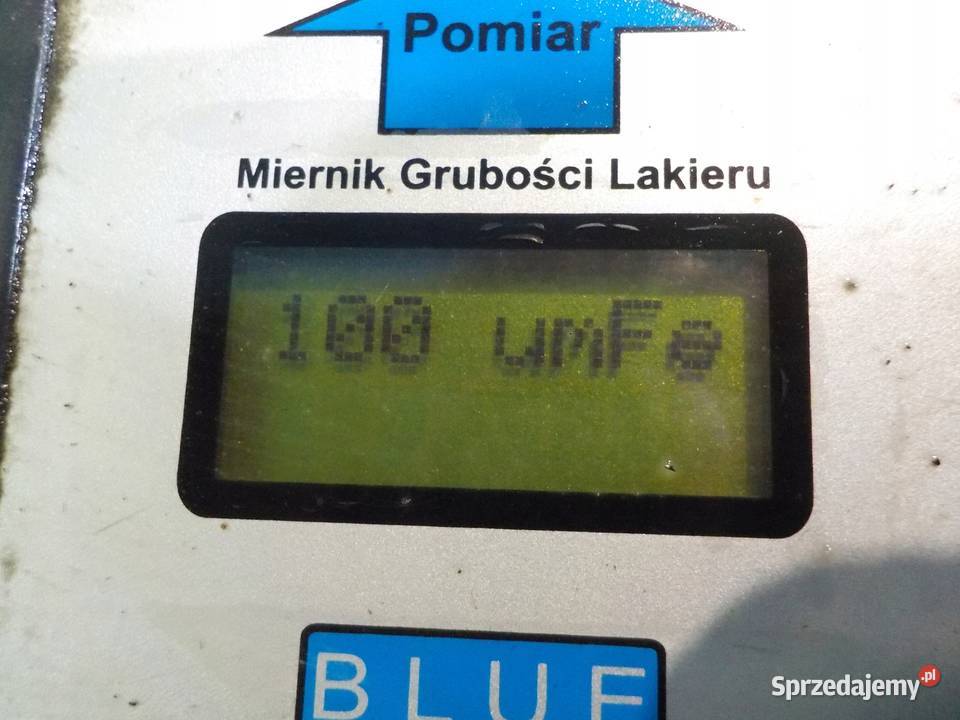 Pomiar
Miernik Grubości Lakieru
100 umFe
BLUE
Sprzedajemy.pl